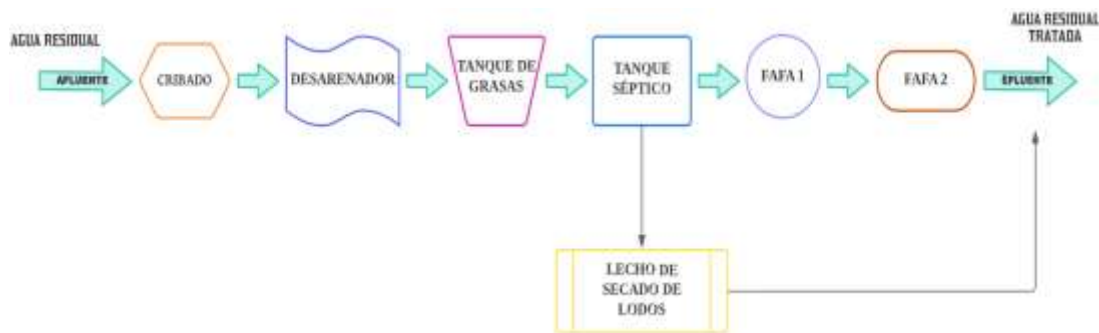 AGUA RESIDUAL
AFLUENTE
CRIBADO
DESARENADOR
TANQUE DE
GRASAS
TANQUE
SÉPTICO
FAFA 1
FAFA 2
EFLUENTE
AGUA RESIDUAL
TRATADA
LECHO DE
SECADO DE
LODOS